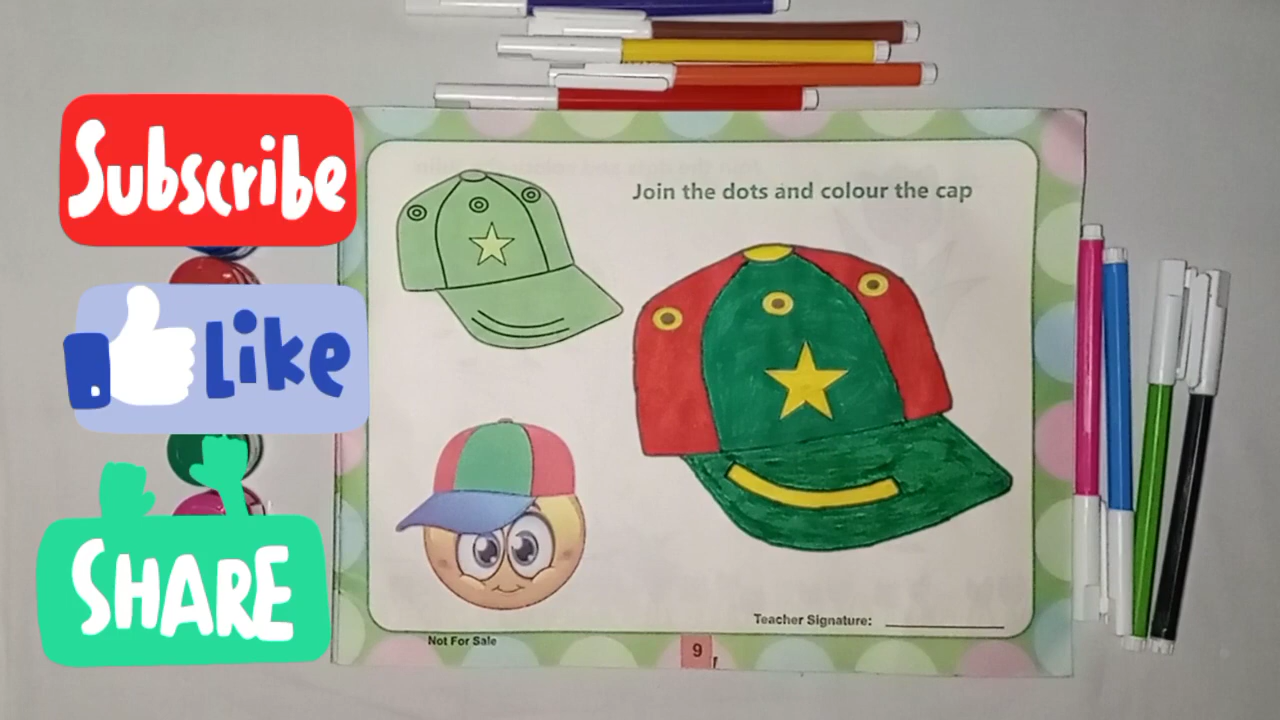 Subscribe
Like
SHARE
Join the dots and colour the cap
Teacher Signature:
Not For Sale
9